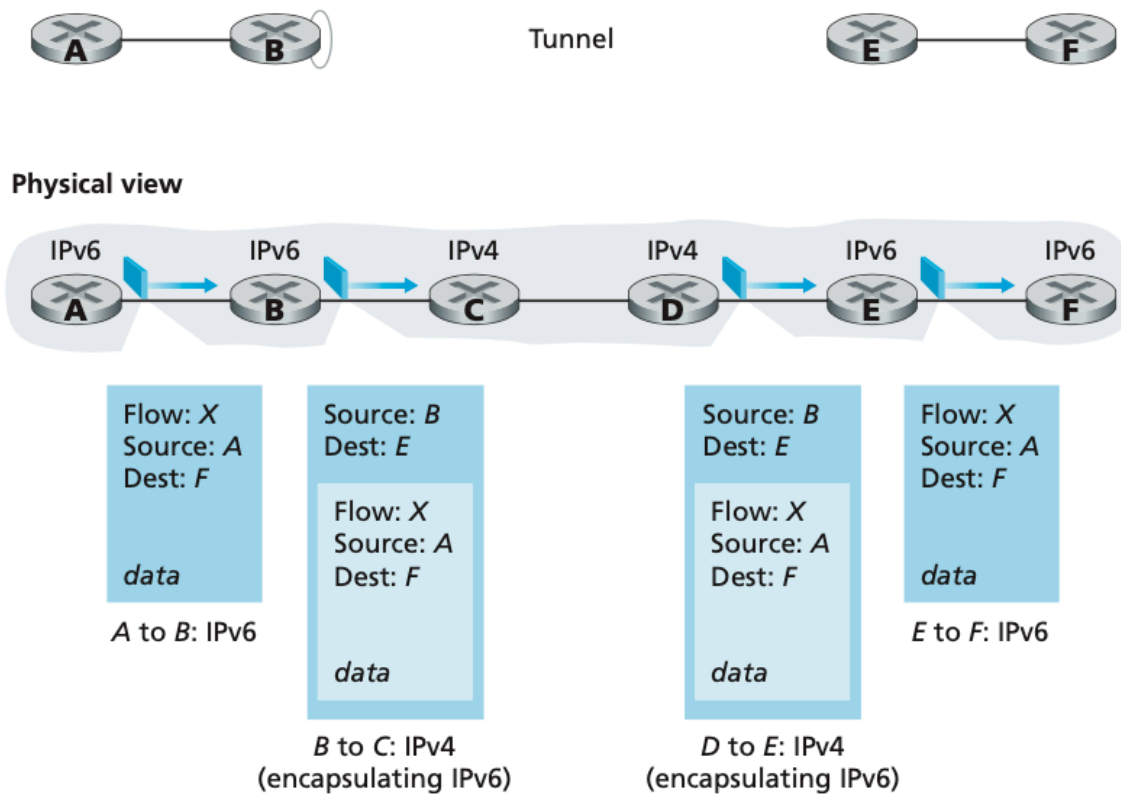 A B Tunnel E F
Physical view
IPv6 IPv6 IPv4 IPv4 IPv6 IPv6
A B C D E F
Flow: X
Source: A
Dest: F
data
A to B: IPv6
Source: B
Dest: E
Flow: X
Source: A
Dest: F
data
B to C: IPv4
(encapsulating IPv6)
Source: B
Dest: E
Flow: X
Source: A
Dest: F
data
D to E: IPv4
(encapsulating IPv6)
Flow: X
Source: A
Dest: F
data
E to F: IPv6